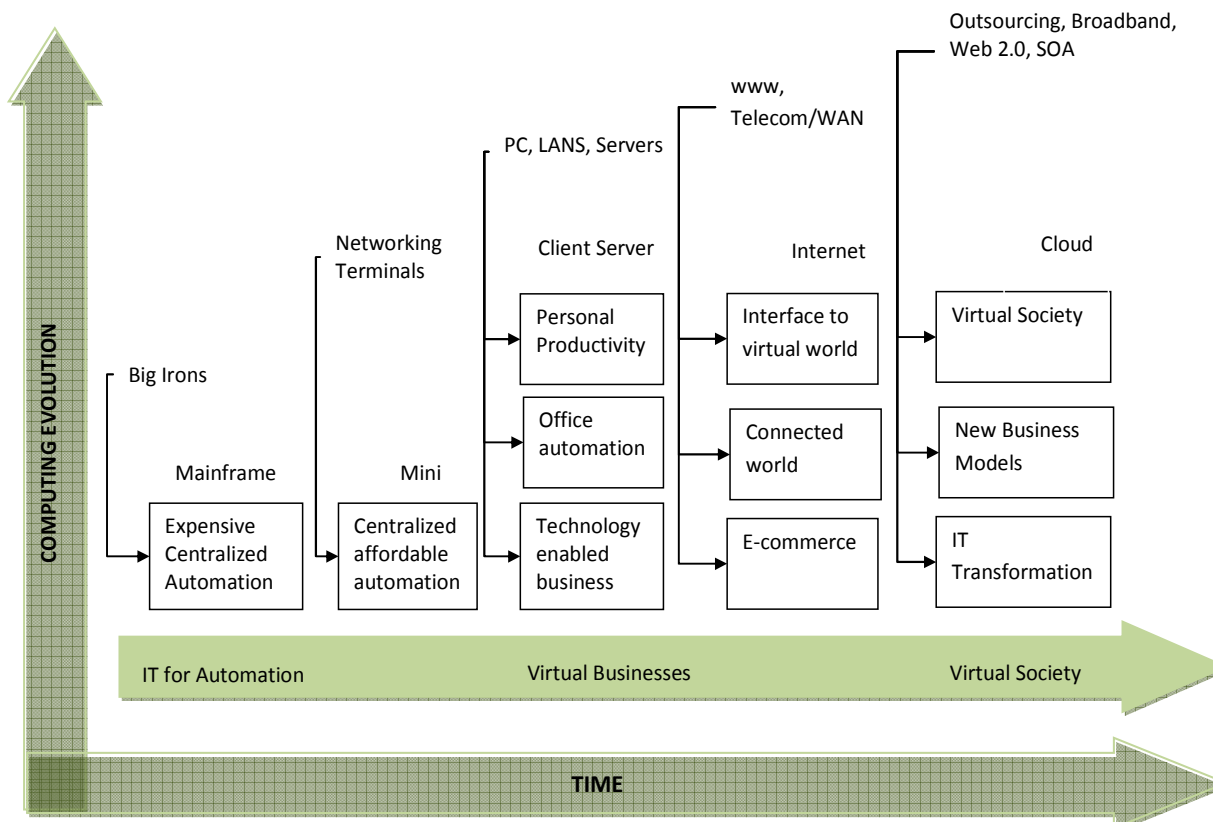 Outsourcing, Broadband,
Web 2.0, SOA
www,
Telecom/WAN
PC, LANS, Servers
Networking
Terminals
Big Irons
Mainframe
Expensive
Centralized
Automation
Mini
Centralized
affordable
automation
Client Server
Personal
Productivity
Office
automation
Technology
enabled
business
Internet
Interface to
virtual world
Connected
world
E-commerce
Cloud
Virtual Society
New Business
Models
IT
Transformation
COMPUTING EVOLUTION
IT for Automation
Virtual Businesses
Virtual Society
TIME